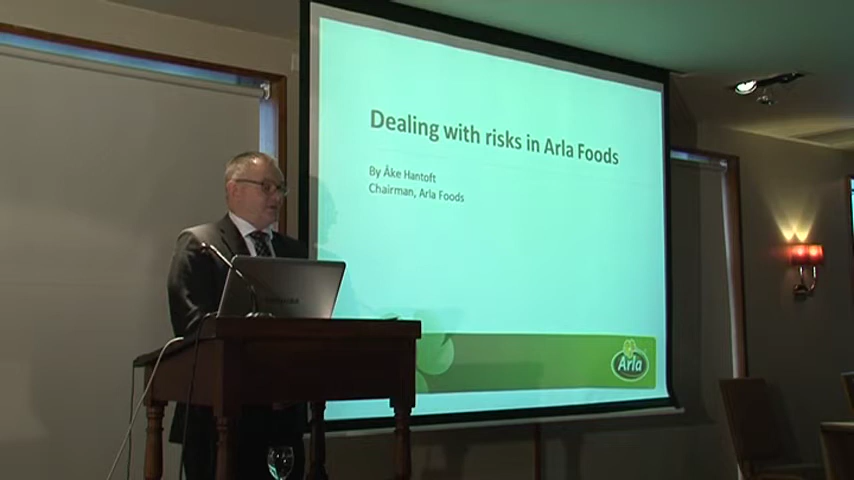 Dealing with risks in Arla Foods
By Åke Hantoft
Chairman, Arla Foods
Arla